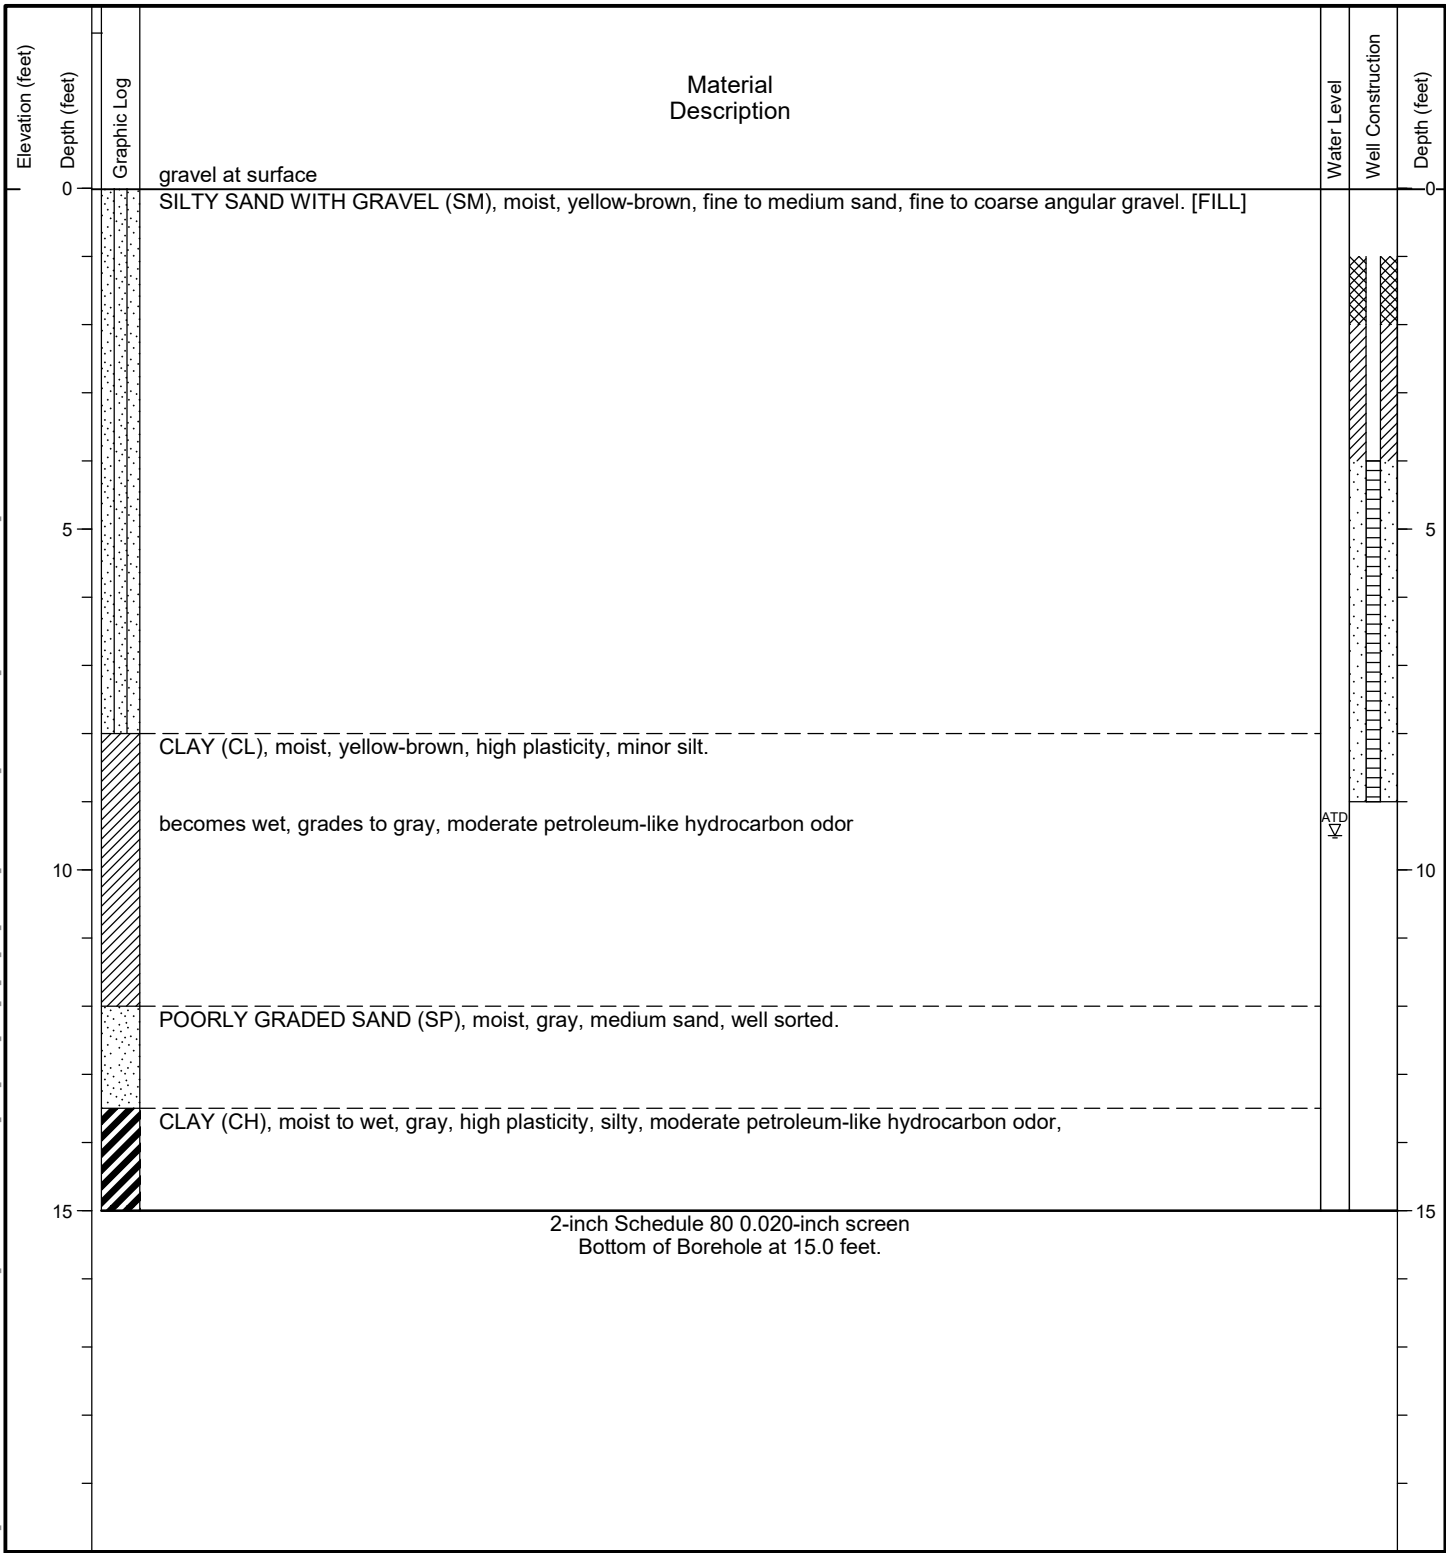 Elevation (feet)
Depth (feet)
Graphic Log
Material
Description
Water Level
Well Construction
Depth (feet)
gravel at surface
0
0
SILTY SAND WITH GRAVEL (SM), moist, yellow-brown, fine to medium sand, fine to coarse angular gravel. [FILL]
5
5
CLAY (CL), moist, yellow-brown, high plasticity, minor silt.
becomes wet, grades to gray, moderate petroleum-like hydrocarbon odor
ATD
10
10
POORLY GRADED SAND (SP), moist, gray, medium sand, well sorted.
CLAY (CH), moist to wet, gray, high plasticity, silty, moderate petroleum-like hydrocarbon odor,
15
15
2-inch Schedule 80 0.020-inch screen
Bottom of Borehole at 15.0 feet.